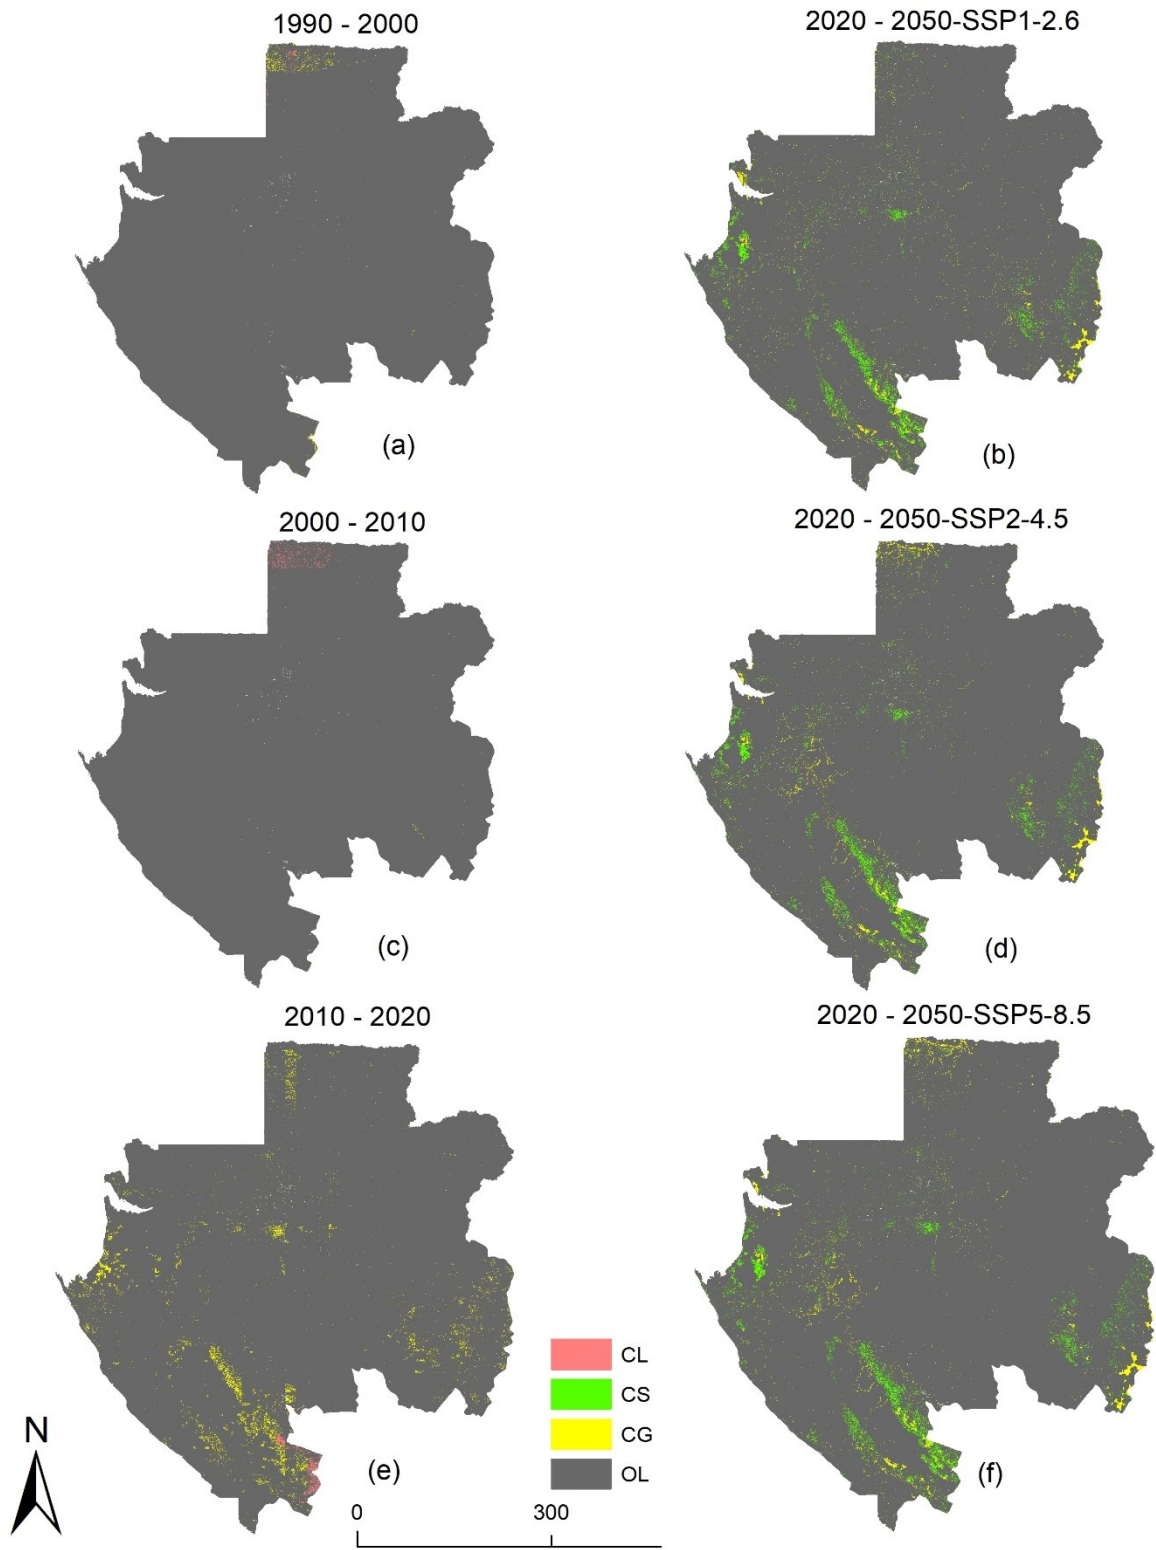 1990 - 2000
2020 - 2050-SSP1-2.6
(a)
(b)
2000 - 2010
2020 - 2050-SSP2-4.5
(c)
(d)
2010 - 2020
2020 - 2050-SSP5-8.5
CL
CS
CG
OL
N
(e)
(f)
0 300